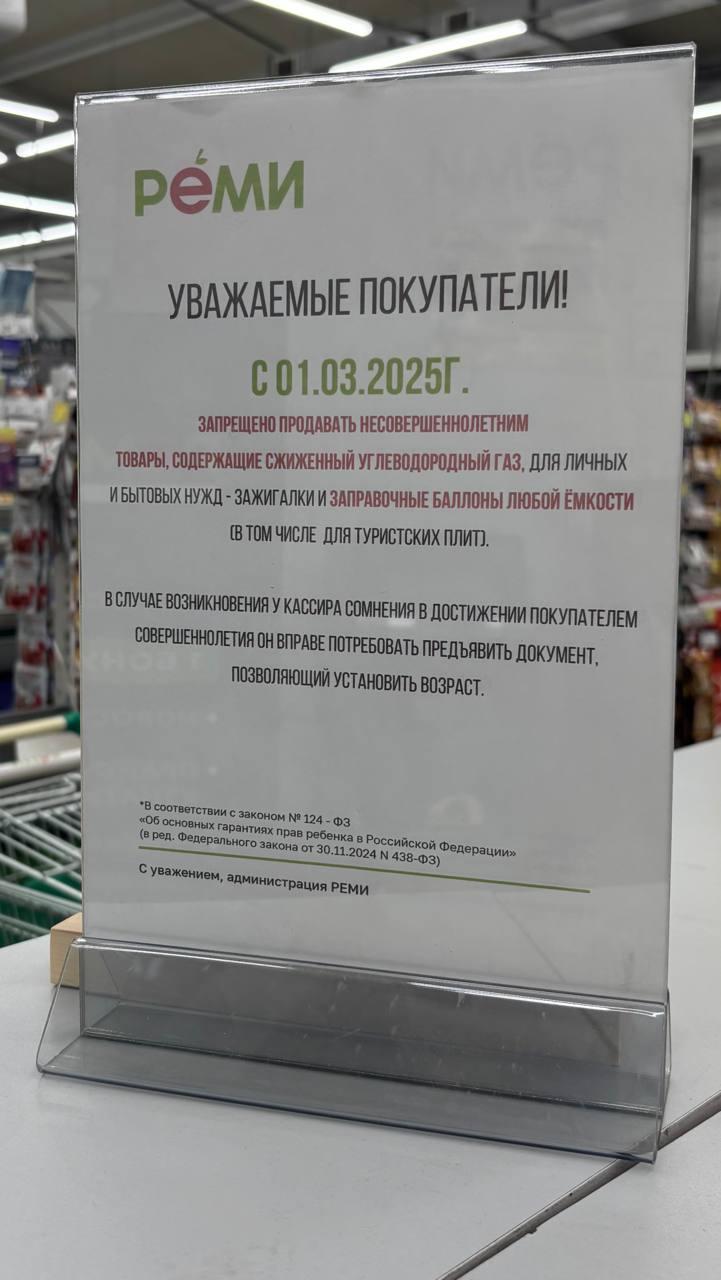 РЕМИ
УВАЖАЕМЫЕ ПОКУПАТЕЛИ!
С 01.03.2025Г.
ЗАПРЕЩЕНО ПРОДАВАТЬ НЕСОВЕРШЕННОЛЕТНИМ
ТОВАРЫ, СОДЕРЖАЩИЕ СЖИЖЕННЫЙ УГЛЕВОДОРОДНЫЙ ГАЗ, ДЛЯ ЛИЧНЫХ
И БЫТОВЫХ НУЖД - ЗАЖИГАЛКИ И ЗАПРАВОЧНЫЕ БАЛЛОНЫ ЛЮБОЙ ЁМКОСТИ
(В ТОМ ЧИСЛЕ ДЛЯ ТУРИСТСКИХ ПЛИТ).
В СЛУЧАЕ ВОЗНИКНОВЕНИЯ У КАССИРА СОМНЕНИЯ В ДОСТИЖЕНИИ ПОКУПАТЕЛЕМ
СОВЕРШЕННОЛЕТИЯ ОН ВПРАВЕ ПОТРЕБОВАТЬ ПРЕДЪЯВИТЬ ДОКУМЕНТ,
ПОЗВОЛЯЮЩИЙ УСТАНОВИТЬ ВОЗРАСТ.
*В соответствии с законом № 124 - ФЗ
«Об основных гарантиях прав ребенка в Российской Федерации»
(в ред. Федерального закона от 30.11.2024 N 438-ФЗ)
С уважением, администрация РЕМИ